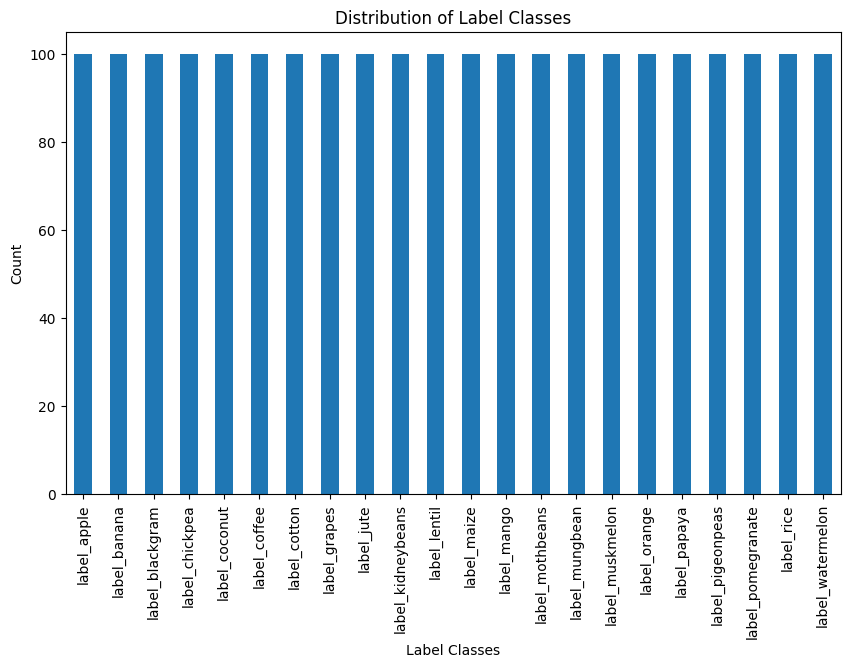 Distribution of Label Classes
Count
100
80
60
40
20
0
label_apple
label_banana
label_blackgram
label_chickpea
label_coconut
label_coffee
label_cotton
label_grapes
label_jute
label_kidneybeans
label_lentil
label_maize
label_mango
label_mothbeans
label_mungbean
label_muskmelon
label_orange
label_papaya
label_pigeonpeas
label_pomegranate
label_rice
label_watermelon
Label Classes